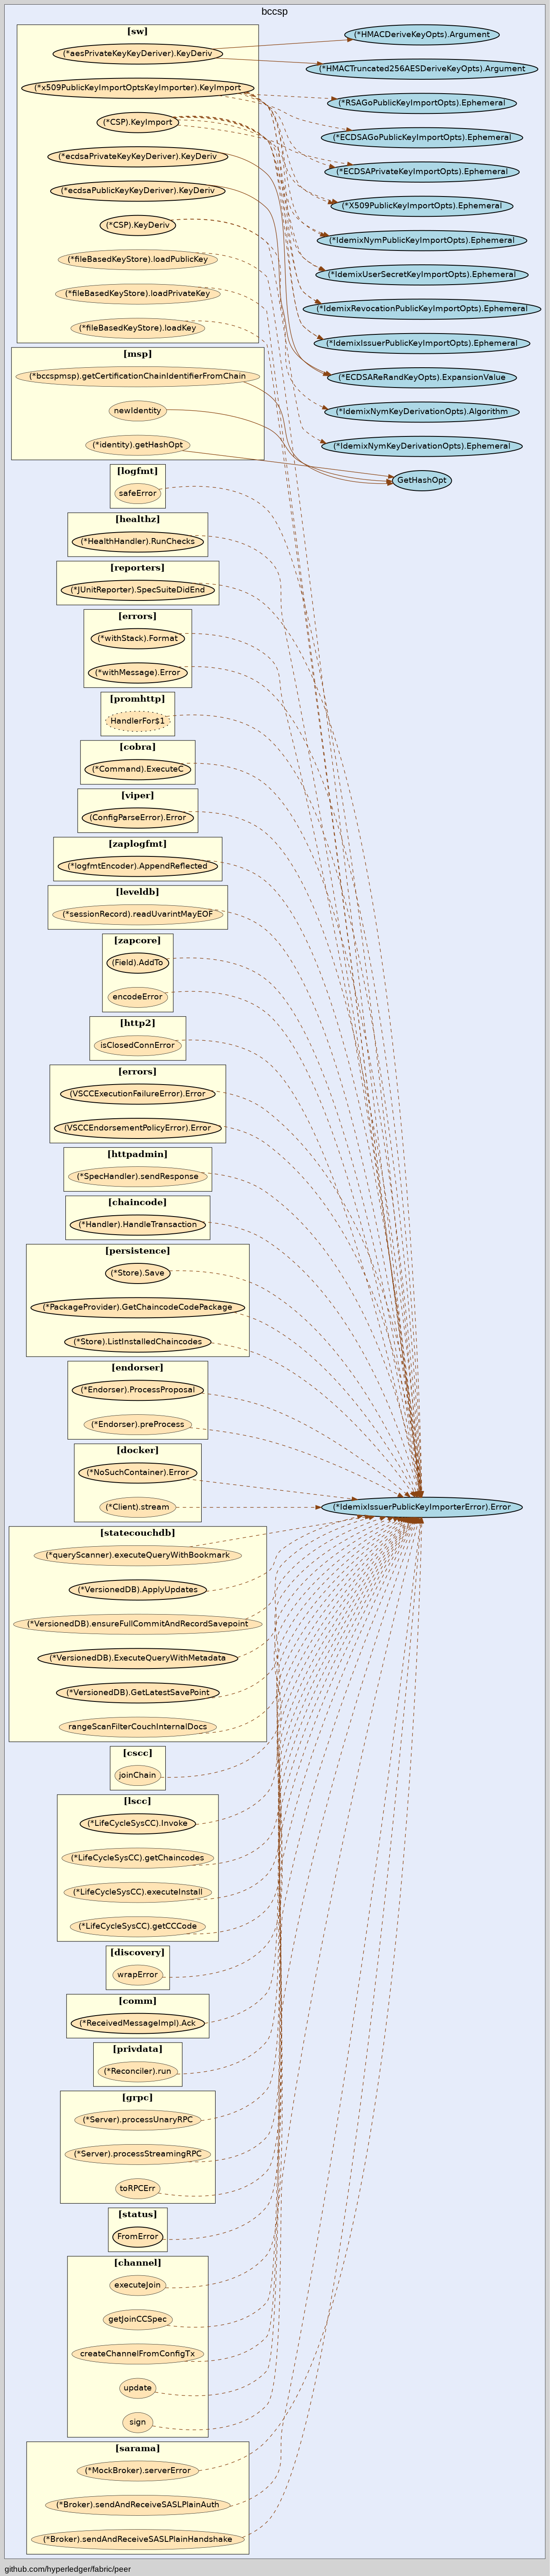 bccsp
[sw]
(*aesPrivateKeyKeyDeriver).KeyDeriv
(*x509PublicKeyImportOptsKeyImporter).KeyImport
(*CSP).KeyImport
(*ecdsaPrivateKeyKeyDeriver).KeyDeriv
(*ecdsaPublicKeyKeyDeriver).KeyDeriv
(*CSP).KeyDeriv
(*fileBasedKeyStore).loadPublicKey
(*fileBasedKeyStore).loadPrivateKey
(*fileBasedKeyStore).loadKey
(*HMACDeriveKeyOpts).Argument
(*HMACTruncated256AESDeriveKeyOpts).Argument
(*RSAGoPublicKeyImportOpts).Ephemeral
(*ECDSAGoPublicKeyImportOpts).Ephemeral
(*ECDSAPrivateKeyImportOpts).Ephemeral
(*X509PublicKeyImportOpts).Ephemeral
(*IdemixNymPublicKeyImportOpts).Ephemeral
(*IdemixUserSecretKeyImportOpts).Ephemeral
(*IdemixRevocationPublicKeyImportOpts).Ephemeral
(*IdemixIssuerPublicKeyImportOpts).Ephemeral
(*ECDSAReRandKeyOpts).ExpansionValue
(*IdemixNymKeyDerivationOpts).Algorithm
(*IdemixNymKeyDerivationOpts).Ephemeral
GetHashOpt
[msp]
(*bccspmsp).getCertificationChainIdentifierFromChain
newIdentity
(*identity).getHashOpt
[logfmt]
safeError
[healthz]
(*HealthHandler).RunChecks
[reporters]
(*JUnitReporter).SpecSuiteDidEnd
[errors]
(*withStack).Format
(*withMessage).Error
[promhttp]
HandlerFor$1
[cobra]
(*Command).ExecuteC
[viper]
(ConfigParseError).Error
[zaplogfmt]
(*logfmtEncoder).AppendReflected
[leveldb]
(*sessionRecord).readUvarintMayEOF
[zapcore]
(Field).AddTo
encodeError
[http2]
isClosedConnError
[errors]
(VSCCExecutionFailureError).Error
(VSCCEndorsementPolicyError).Error
[httpadmin]
(*SpecHandler).sendResponse
[chaincode]
(*Handler).HandleTransaction
[persistence]
(*Store).Save
(*PackageProvider).GetChaincodeCodePackage
(*Store).ListInstalledChaincodes
[endorser]
(*Endorser).ProcessProposal
(*Endorser).preProcess
[docker]
(*NoSuchContainer).Error
(*Client).stream
(*IdemixIssuerPublicKeyImporterError).Error
[statecouchdb]
(*queryScanner).executeQueryWithBookmark
(*VersionedDB).ApplyUpdates
(*VersionedDB).ensureFullCommitAndRecordSavepoint
(*VersionedDB).ExecuteQueryWithMetadata
(*VersionedDB).GetLatestSavePoint
rangeScanFilterCouchInternalDocs
[cscc]
joinChain
[lscc]
(*LifeCycleSysCC).Invoke
(*LifeCycleSysCC).getChaincodes
(*LifeCycleSysCC).executeInstall
(*LifeCycleSysCC).getCCCode
[discovery]
wrapError
[comm]
(*ReceivedMessageImpl).Ack
[privdata]
(*Reconciler).run
[grpc]
(*Server).processUnaryRPC
(*Server).processStreamingRPC
toRPCErr
[status]
FromError
[channel]
executeJoin
getJoinCCSpec
createChannelFromConfigTx
update
sign
[sarama]
(*MockBroker).serverError
(*Broker).sendAndReceiveSASLPlainAuth
(*Broker).sendAndReceiveSASLPlainHandshake
github.com/hyperledger/fabric/peer